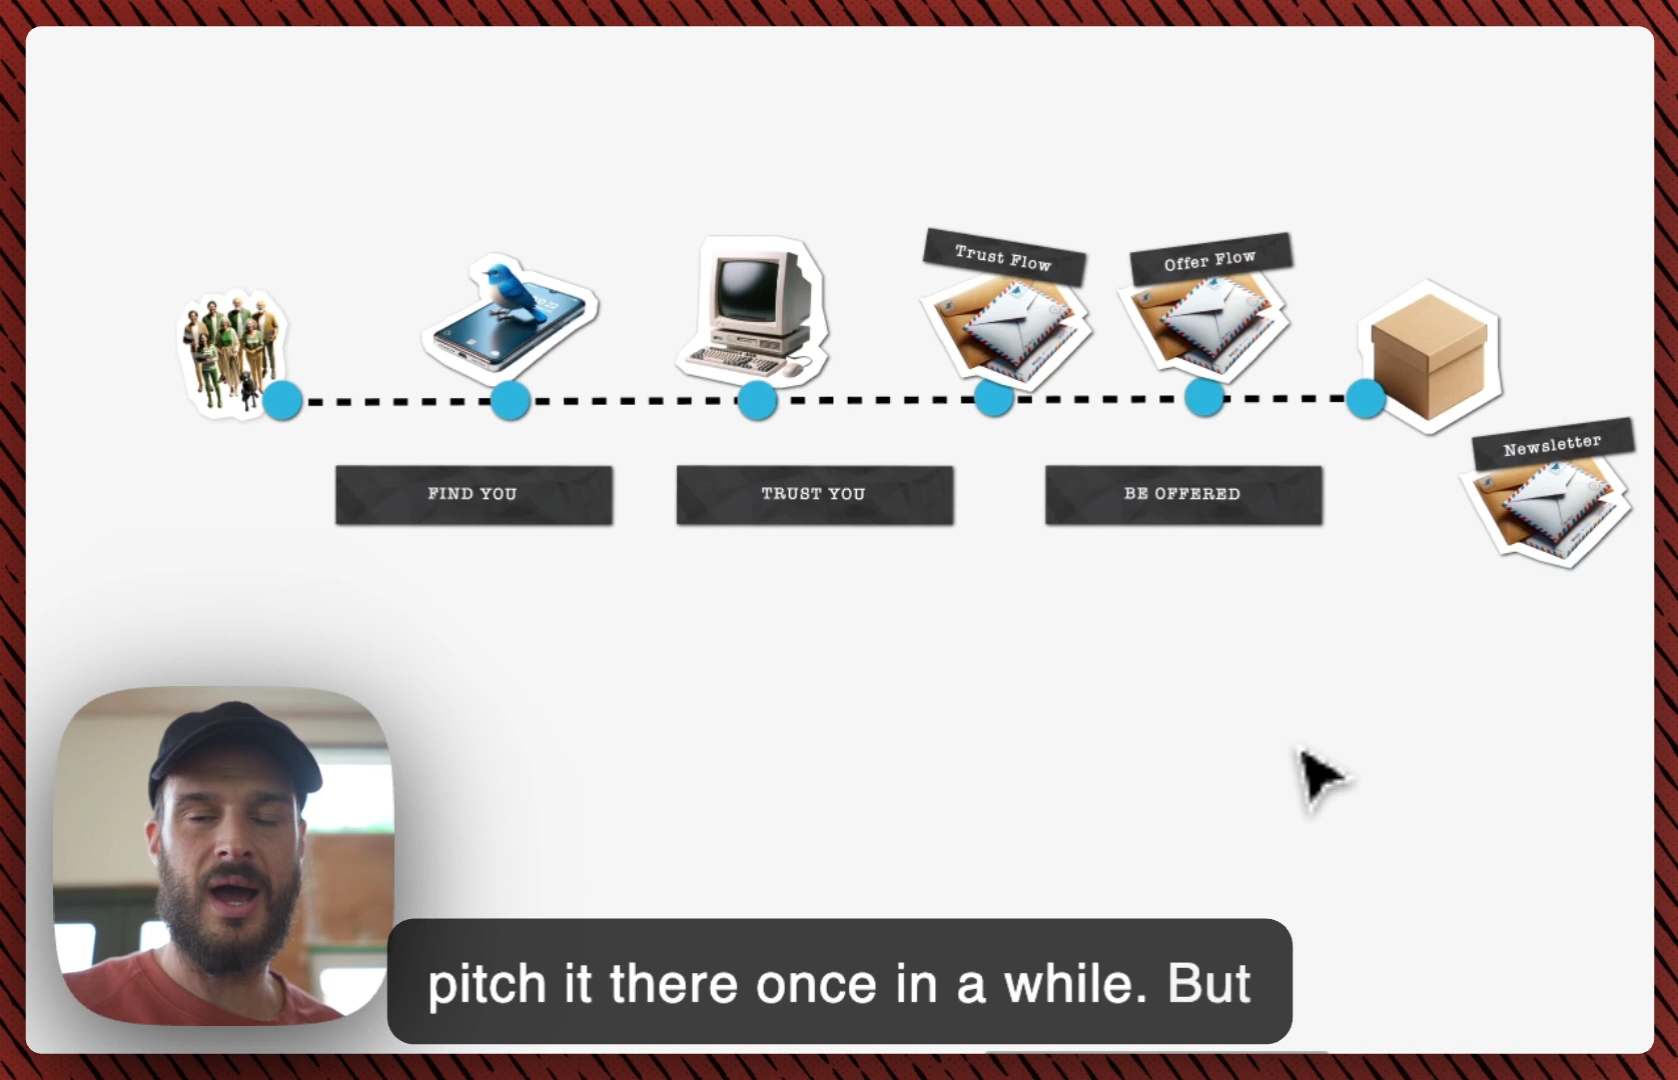 Trust Flow
Offer Flow
Newsletter
FIND YOU
TRUST YOU
BE OFFERED
pitch it there once in a while. But